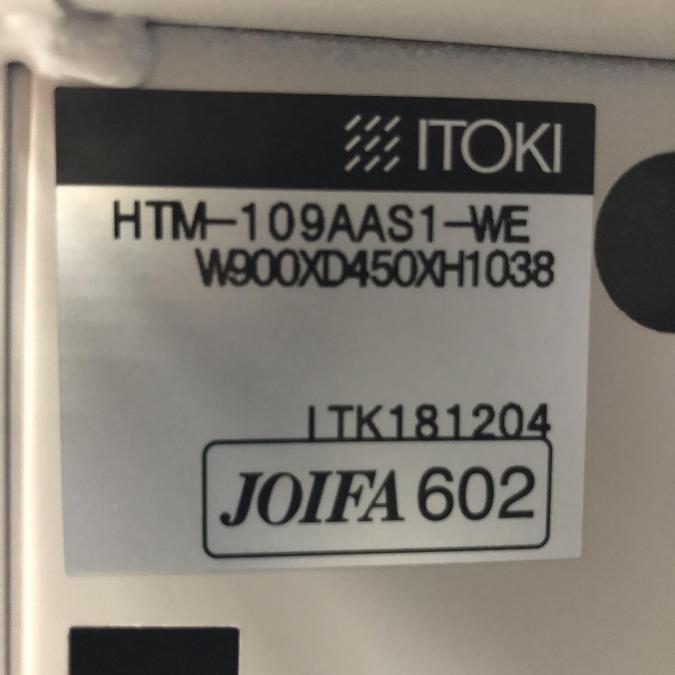 ITOKI
HTM-109AAS1-WE
W900XD450XH1038
ITK181204
JOIFA 602